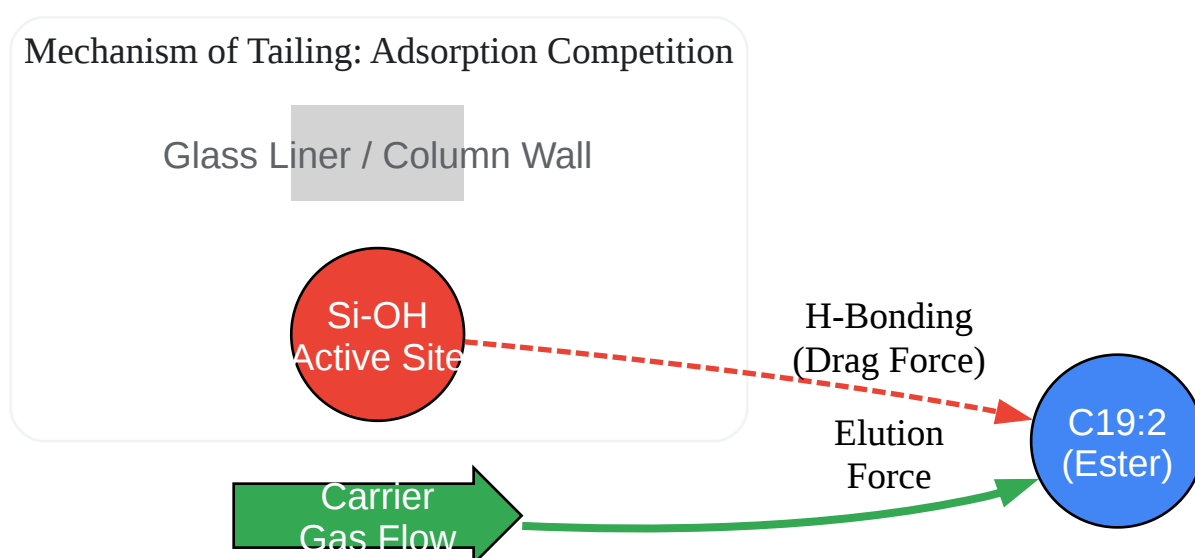 Mechanism of Tailing: Adsorption Competition
Glass Liner / Column Wall
Si-OH
Active Site
H-Bonding
(Drag Force)
C19:2
(Ester)
Elution
Force
Carrier
Gas Flow